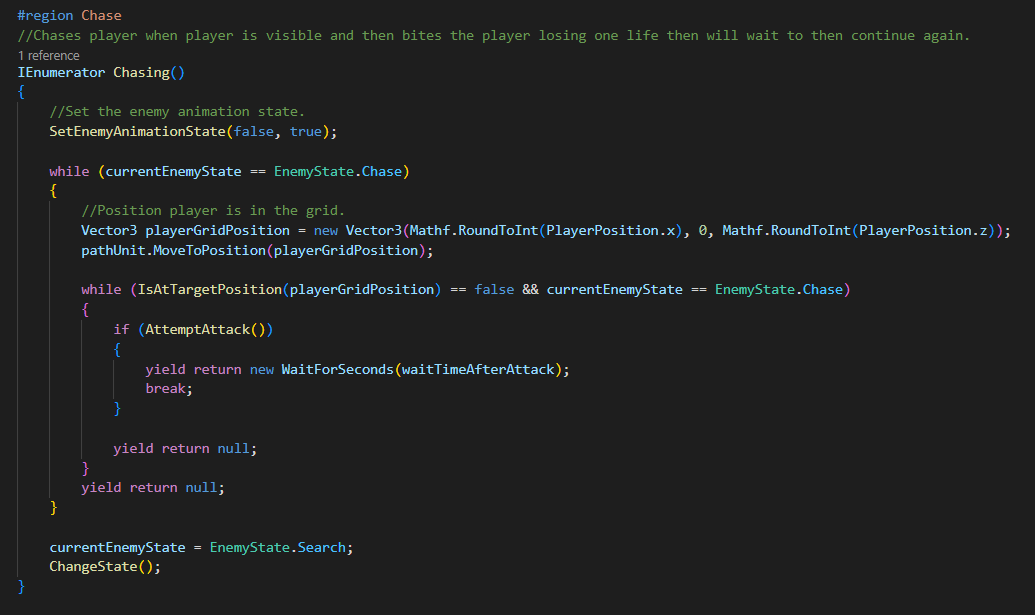 #region Chase
//Chases player when player is visible and then bites the player losing one life then will wait to then continue again.
1 reference
IEnumerator Chasing()
{
    //Set the enemy animation state.
    SetEnemyAnimationState(false, true);

    while (currentEnemyState == EnemyState.Chase)
    {
        //Position player is in the grid.
        Vector3 playerGridPosition = new Vector3(Mathf.RoundToInt(PlayerPosition.x), 0, Mathf.RoundToInt(PlayerPosition.z));
        pathUnit.MoveToPosition(playerGridPosition);

        while (IsAtTargetPosition(playerGridPosition) == false && currentEnemyState == EnemyState.Chase)
        {
            if (AttemptAttack())
            {
                yield return new WaitForSeconds(waitTimeAfterAttack);
                break;
            }

            yield return null;
        }
        yield return null;
    }

    currentEnemyState = EnemyState.Search;
    ChangeState();
}